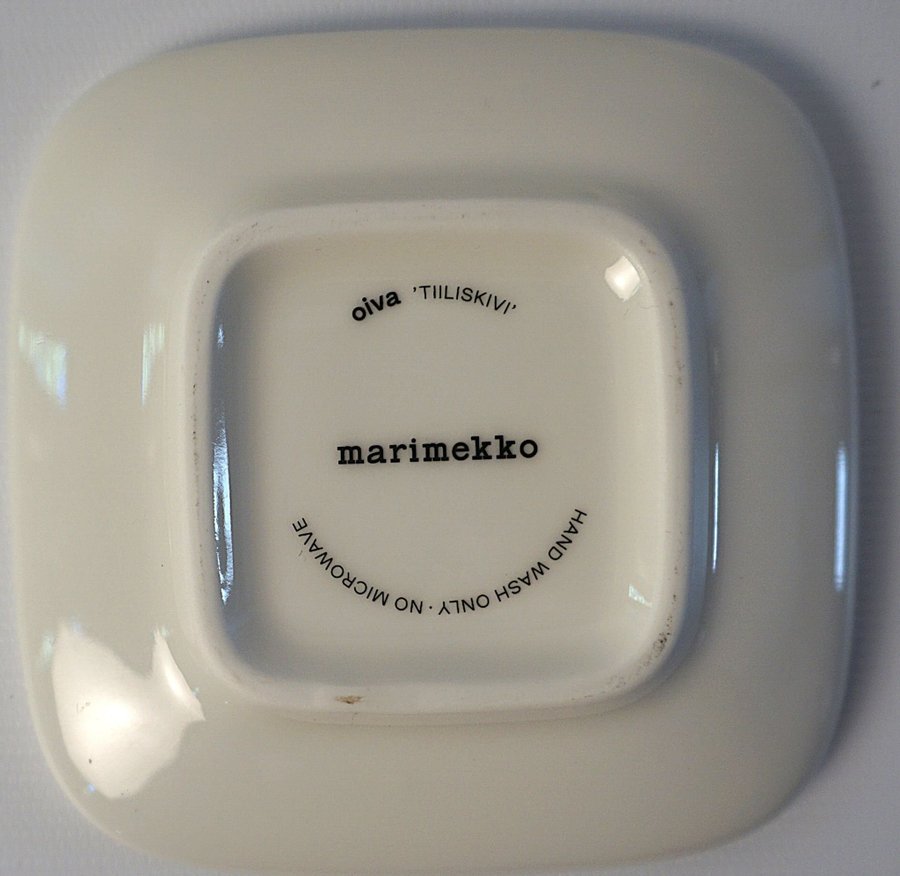 oiva 'TIILISKIVI'
marimekko
HAND WASH ONLY · NO MICROWAVE